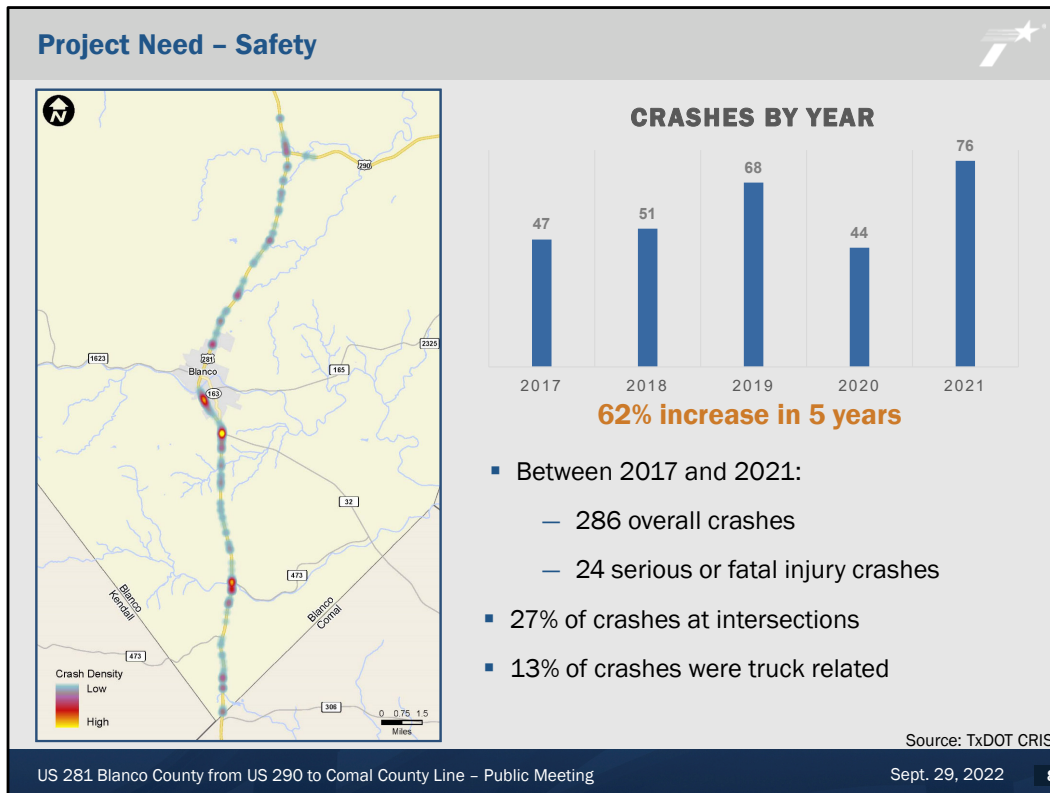 Project Need – Safety
N
290
1623
281
Blanco
163
165
2325
32
473
Blanco
Kendall
Blanco
Comal
473
306
Crash Density
Low
High
0 0.75 1.5
Miles
CRASHES BY YEAR
47
51
68
44
76
2017 2018 2019 2020 2021
62% increase in 5 years
▪ Between 2017 and 2021:
— 286 overall crashes
— 24 serious or fatal injury crashes
▪ 27% of crashes at intersections
▪ 13% of crashes were truck related
Source: TxDOT CRIS
US 281 Blanco County from US 290 to Comal County Line – Public Meeting
Sept. 29, 2022